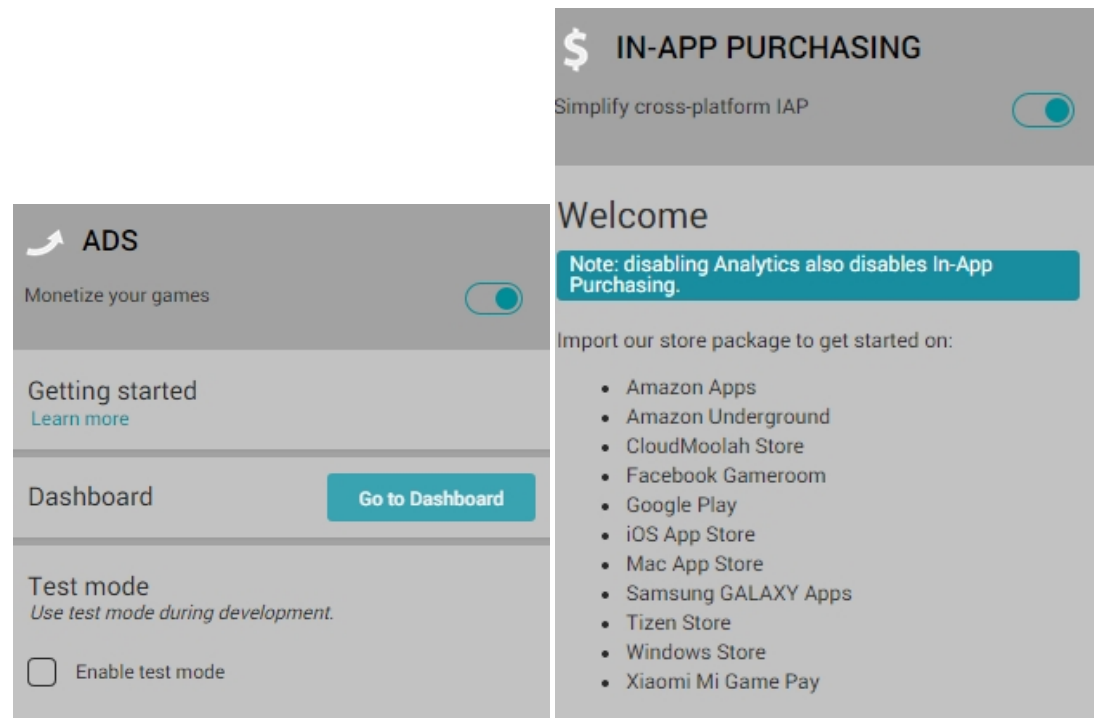 ADS
Monetize your games
Getting started
Learn more
Dashboard
Go to Dashboard
Test mode
Use test mode during development.
Enable test mode
$ IN-APP PURCHASING
Simplify cross-platform IAP
Welcome
Note: disabling Analytics also disables In-App
Purchasing.
Import our store package to get started on:
• Amazon Apps
• Amazon Underground
• CloudMoolah Store
• Facebook Gameroom
• Google Play
• iOS App Store
• Mac App Store
• Samsung GALAXY Apps
• Tizen Store
• Windows Store
• Xiaomi Mi Game Pay